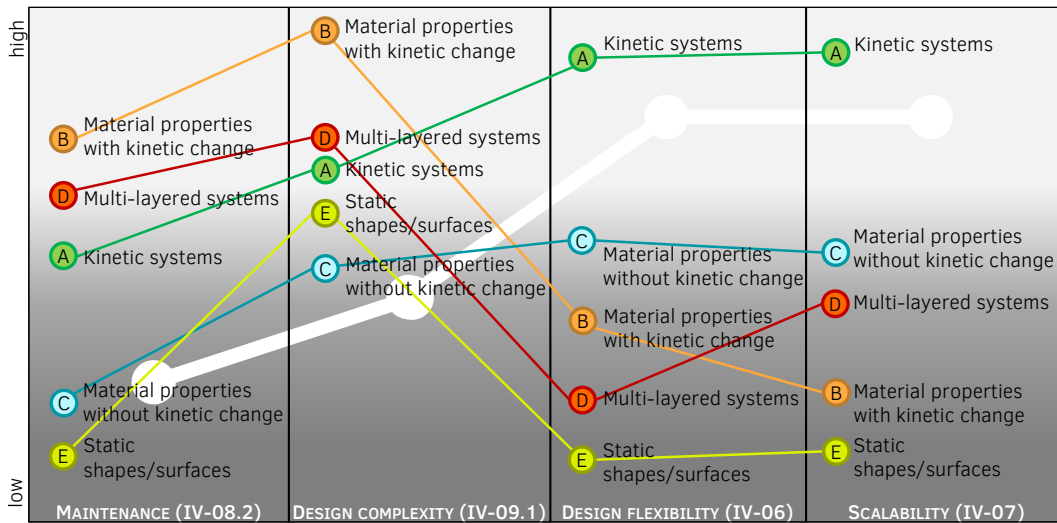 high
B
Material properties
with kinetic change
D
Multi-layered systems
A
Kinetic systems
C
Material properties
without kinetic change
E
Static
shapes/surfaces
low
MAINTENANCE (IV-08.2)
B
Material properties
with kinetic change
D
Multi-layered systems
A
Kinetic systems
E
Static
shapes/surfaces
C
Material properties
without kinetic change
DESIGN COMPLEXITY (IV-09.1)
A
Kinetic systems
C
Material properties
without kinetic change
B
Material properties
with kinetic change
D
Multi-layered systems
E
Static
shapes/surfaces
DESIGN FLEXIBILITY (IV-06)
A
Kinetic systems
C
Material properties
without kinetic change
D
Multi-layered systems
B
Material properties
with kinetic change
E
Static
shapes/surfaces
SCALABILITY (IV-07)